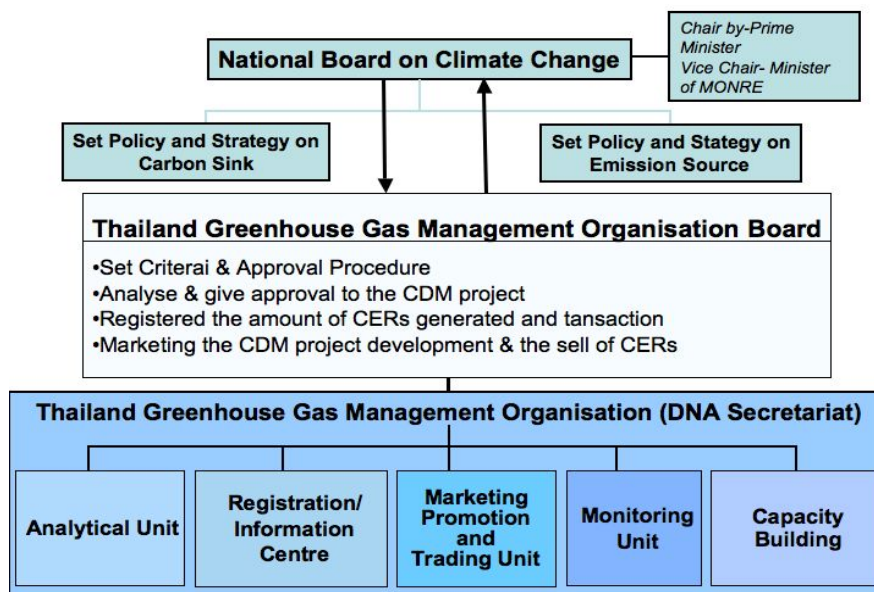 Chair by-Prime
Minister
Vice Chair- Minister
of MONRE
National Board on Climate Change
Set Policy and Strategy on
Carbon Sink
Set Policy and Stategy on
Emission Source
Thailand Greenhouse Gas Management Organisation Board
•Set Criterai & Approval Procedure
•Analyse & give approval to the CDM project
•Registered the amount of CERs generated and tansaction
•Marketing the CDM project development & the sell of CERs
Thailand Greenhouse Gas Management Organisation (DNA Secretariat)
Analytical Unit
Registration/
Information
Centre
Marketing
Promotion
and
Trading Unit
Monitoring
Unit
Capacity
Building